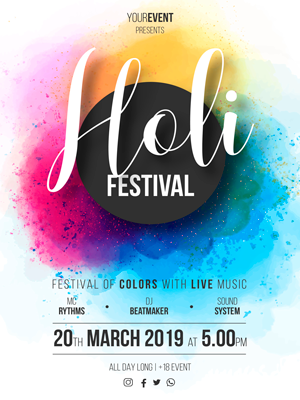 YOUREVENT
PRESENTS
Holi
FESTIVAL
FESTIVAL OF COLORS WITH LIVE MUSIC
MC DJ SOUND
RYTHMS • BEATMAKER • SYSTEM
20TH MARCH 2019 AT 5.00PM
ALL DAY LONG | +18 EVENT